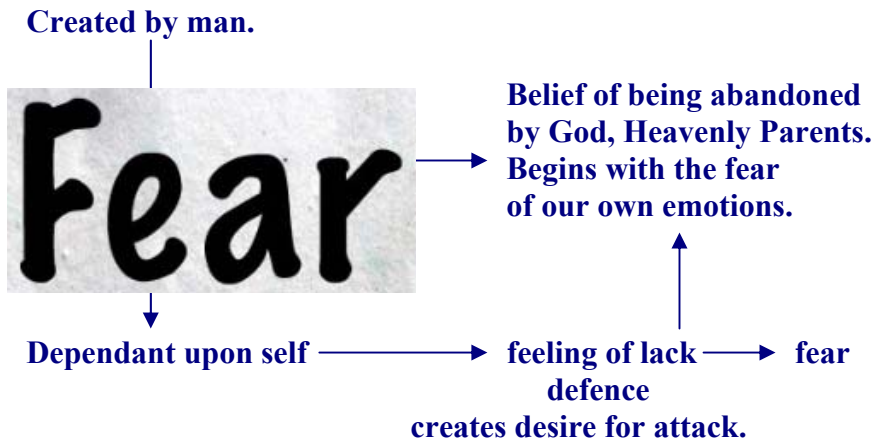 Created by man.
Fear
Belief of being abandoned
by God, Heavenly Parents.
Begins with the fear
of our own emotions.
Dependant upon self
feeling of lack
fear
defence
creates desire for attack.